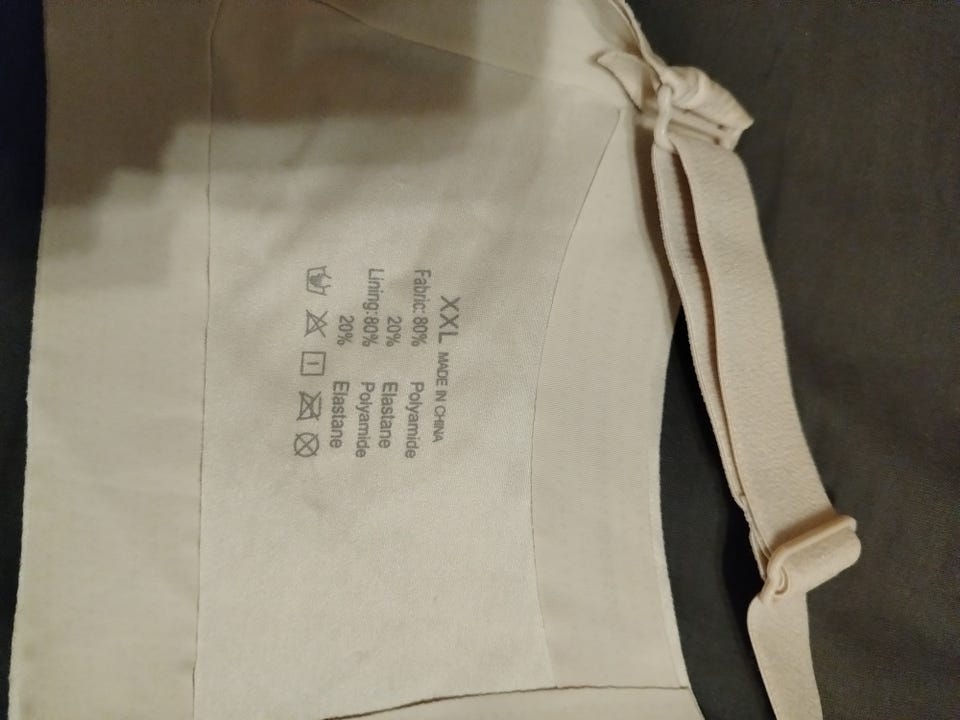 XXL MADE IN CHINA
Fabric: 80% Polyamide
20% Elastane
Lining:80% Polyamide
20% Elastane